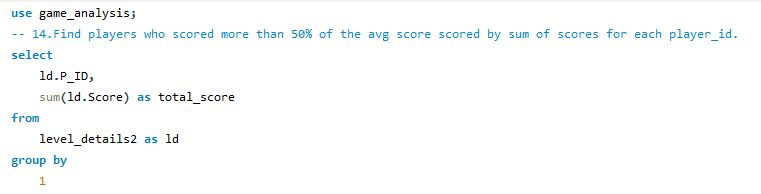 use game_analysis;
-- 14.Find players who scored more than 50% of the avg score scored by sum of scores for each player_id.
select
    ld.P_ID,
    sum(ld.Score) as total_score
from
    level_details2 as ld
group by
    1